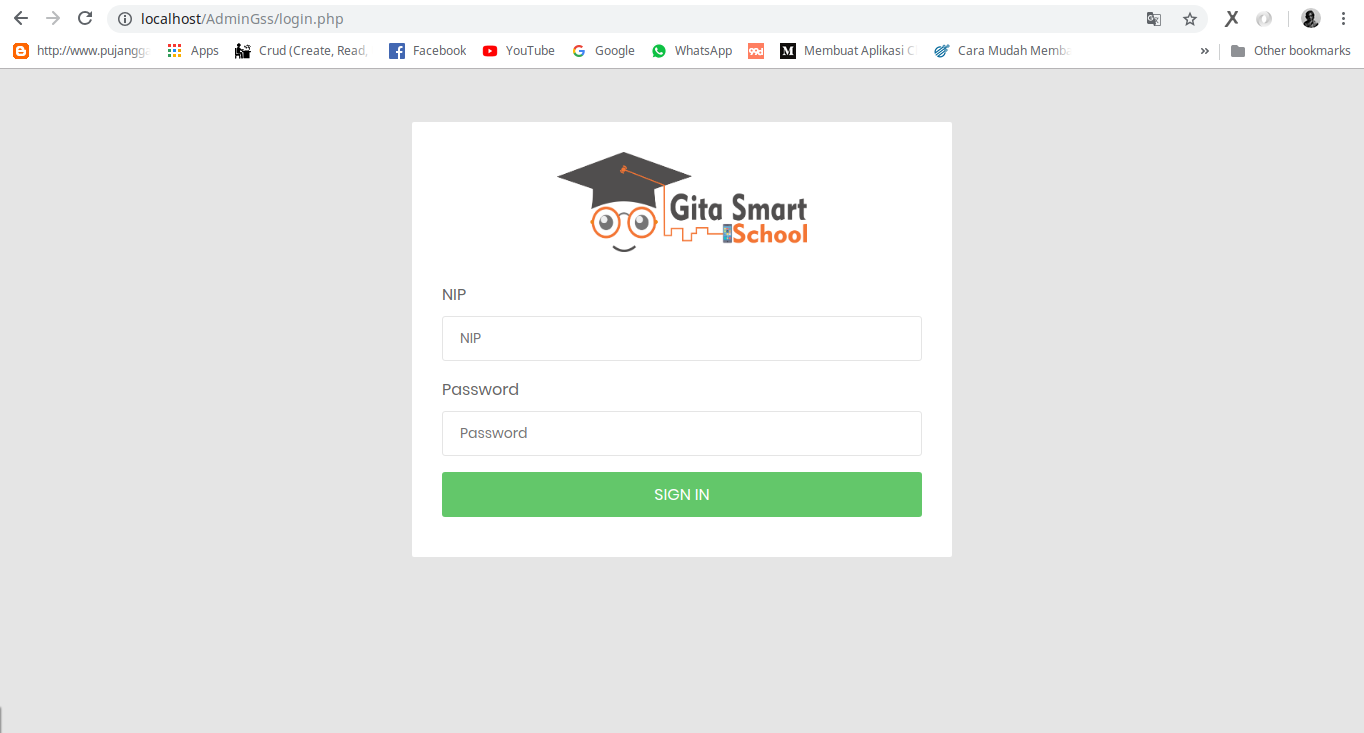 localhost/AdminGss/login.php
http://www.pujangga Apps Crud (Create, Read, Facebook YouTube Google WhatsApp Membuat Aplikasi C Cara Mudah Memba » Other bookmarks
Gita Smart
School
NIP
NIP
Password
Password
SIGN IN